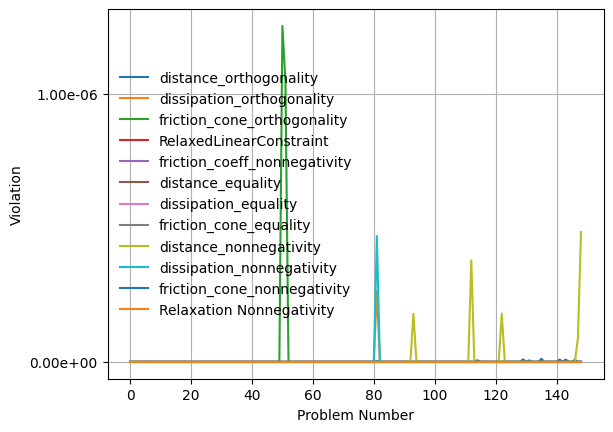 1.00e-06
0.00e+00
Violation
distance_orthogonality
dissipation_orthogonality
friction_cone_orthogonality
RelaxedLinearConstraint
friction_coeff_nonnegativity
distance_equality
dissipation_equality
friction_cone_equality
distance_nonnegativity
dissipation_nonnegativity
friction_cone_nonnegativity
Relaxation Nonnegativity
0 20 40 60 80 100 120 140
Problem Number